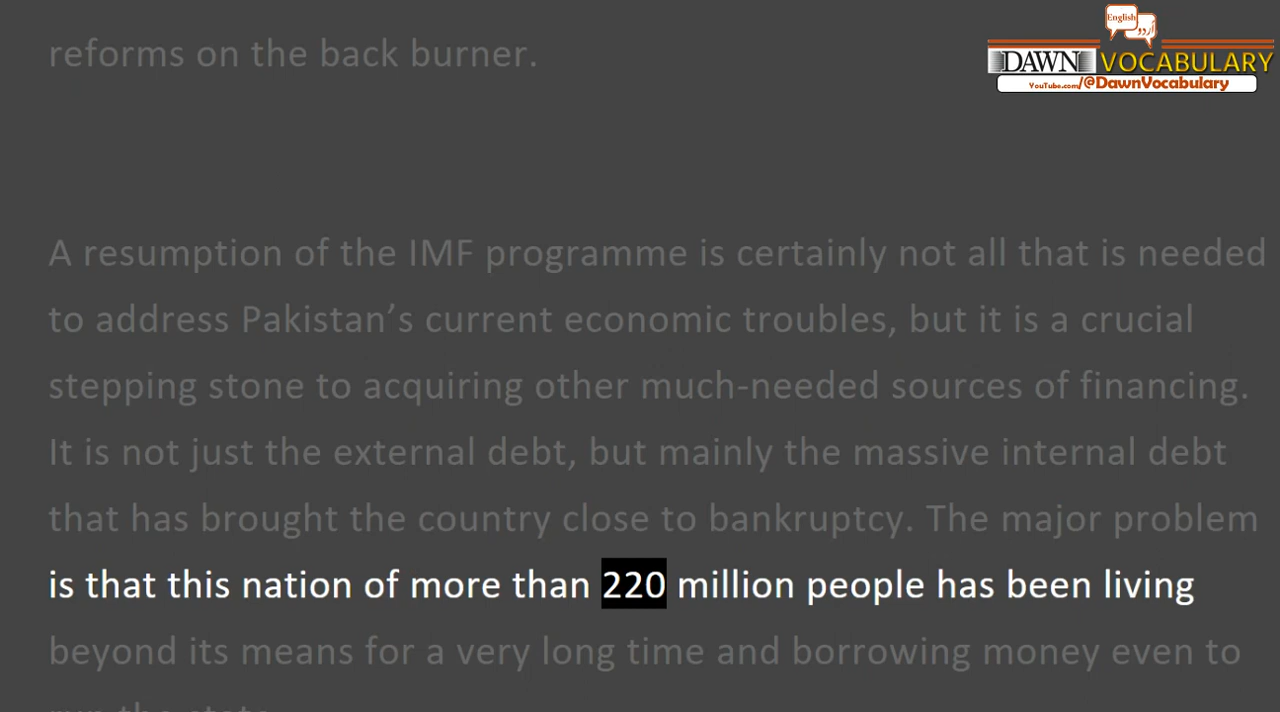 reforms on the back burner.
English
اردو
DAWN VOCABULARY
YouTube.com/@DawnVocabulary
A resumption of the IMF programme is certainly not all that is needed
to address Pakistan’s current economic troubles, but it is a crucial
stepping stone to acquiring other much-needed sources of financing.
It is not just the external debt, but mainly the massive internal debt
that has brought the country close to bankruptcy. The major problem
is that this nation of more than 220 million people has been living
beyond its means for a very long time and borrowing money even to
run the state